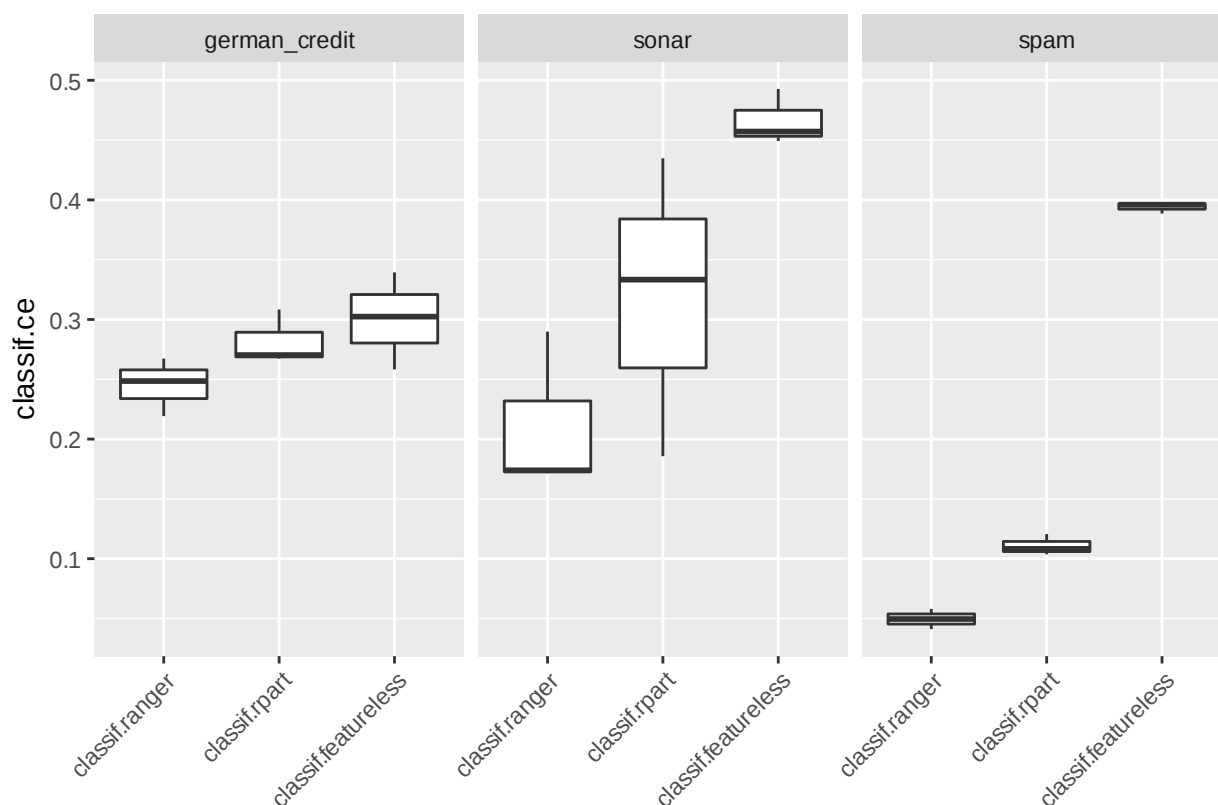 german_credit
sonar
spam
classif.ce
0.5
0.4
0.3
0.2
0.1
classif.ranger
classif.rpart
classif.featureless
classif.ranger
classif.rpart
classif.featureless
classif.ranger
classif.rpart
classif.featureless